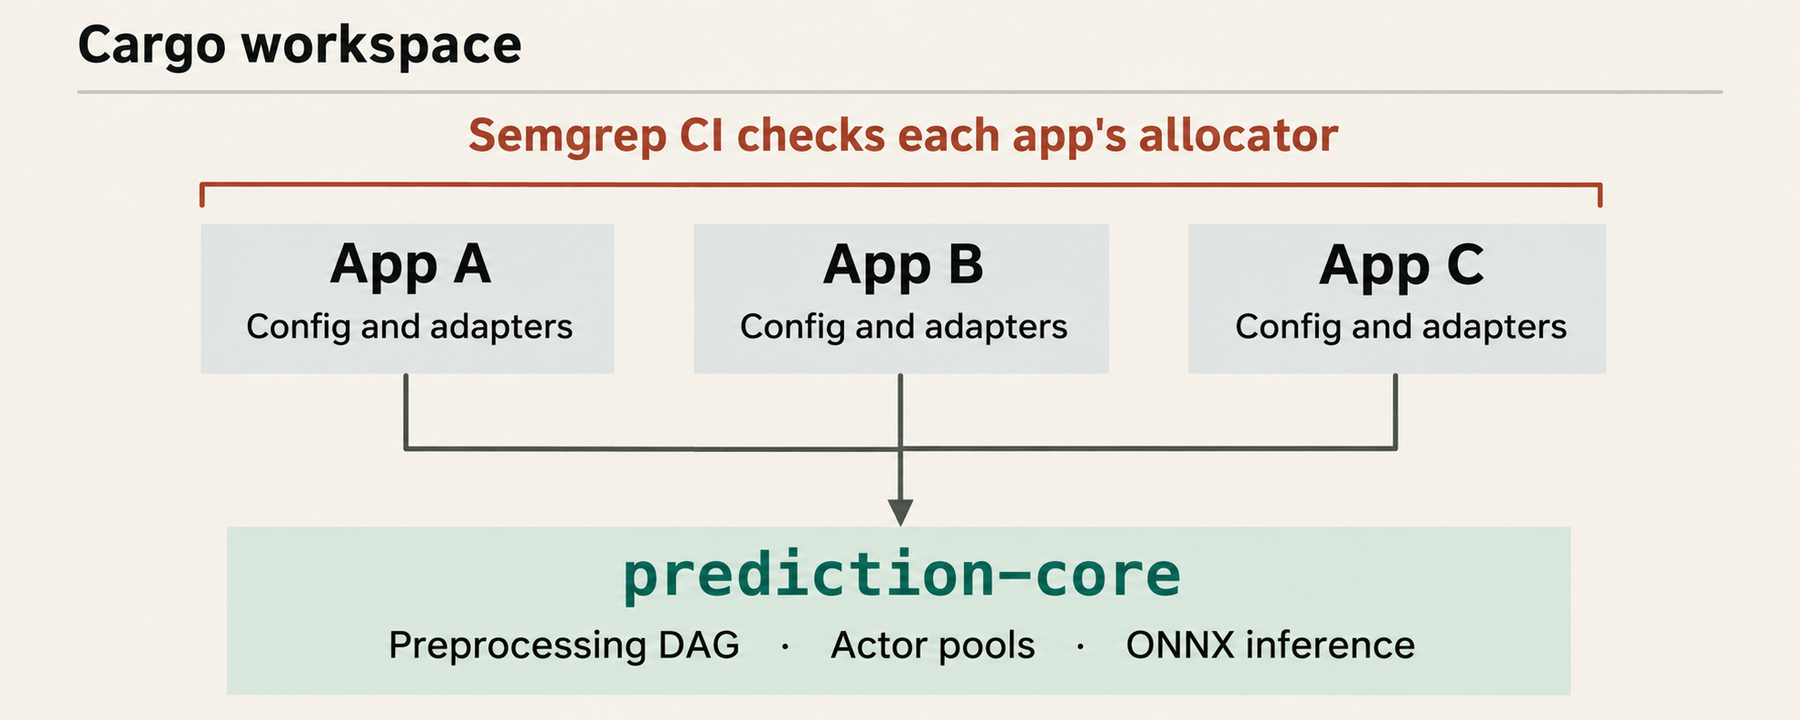 Cargo workspace
Semgrep CI checks each app's allocator
App A
Config and adapters
App B
Config and adapters
App C
Config and adapters
prediction-core
Preprocessing DAG · Actor pools · ONNX inference